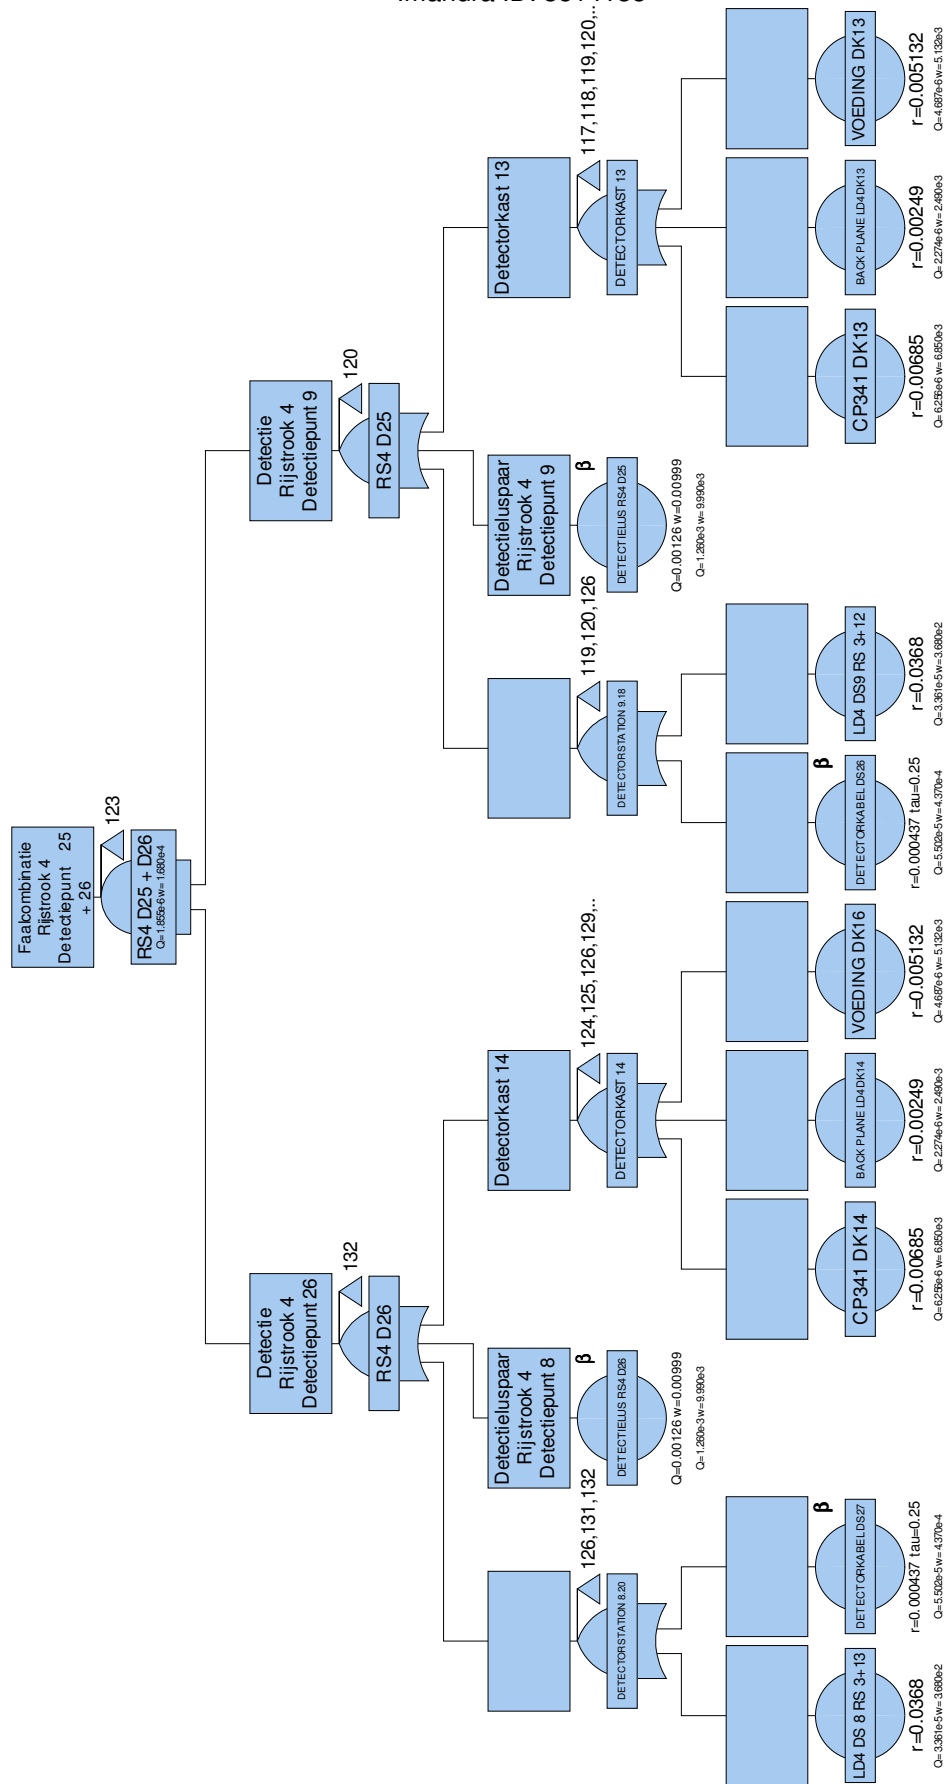 Faalcombinatie
Rijstrook 4
Detectiepunt 25
+ 26
123
RS4 D25 + D26
Q=1.855e-6 w=1.680e-4
Detectie
Rijstrook 4
Detectiepunt 26
132
RS4 D26
Detectie
Rijstrook 4
Detectiepunt 9
120
RS4 D25
126,131,132
DETECTORSTATION 8.20
Detectieluspaar
Rijstrook 4
Detectiepunt 8
β
DETECTIELUS RS4 D26
Q=0.00126 w=0.00999
Q=1.260e-3 w=9.990e-3
Detectorkast 14
124,125,126,129,..
DETECTORKAST 14
119,120,126
DETECTORSTATION 9.18
Detectieluspaar
Rijstrook 4
Detectiepunt 9
β
DETECTIELUS RS4 D25
Q=0.00126 w=0.00999
Q=1.260e-3 w=9.990e-3
Detectorkast 13
117,118,119,120,..
DETECTORKAST 13
LD4 DS 8 RS 3+13
r=0.0368
Q=3.361e-5 w=3.680e-2
β
DETECTORKABEL DS27
r=0.000437 tau=0.25
Q=5.502e-5 w=4.370e-4
CP341 DK14
r=0.00685
Q=6.256e-6 w=6.850e-3
BACK PLANE LD4 DK14
r=0.00249
Q=2.274e-6 w=2.490e-3
VOEDING DK16
r=0.005132
Q=4.687e-6 w=5.132e-3
β
DETECTORKABEL DS26
r=0.000437 tau=0.25
Q=5.502e-5 w=4.370e-4
LD4 DS9 RS 3+12
r=0.0368
Q=3.361e-5 w=3.680e-2
CP341 DK13
r=0.00685
Q=6.256e-6 w=6.850e-3
BACK PLANE LD4 DK13
r=0.00249
Q=2.274e-6 w=2.490e-3
VOEDING DK13
r=0.005132
Q=4.687e-6 w=5.132e-3